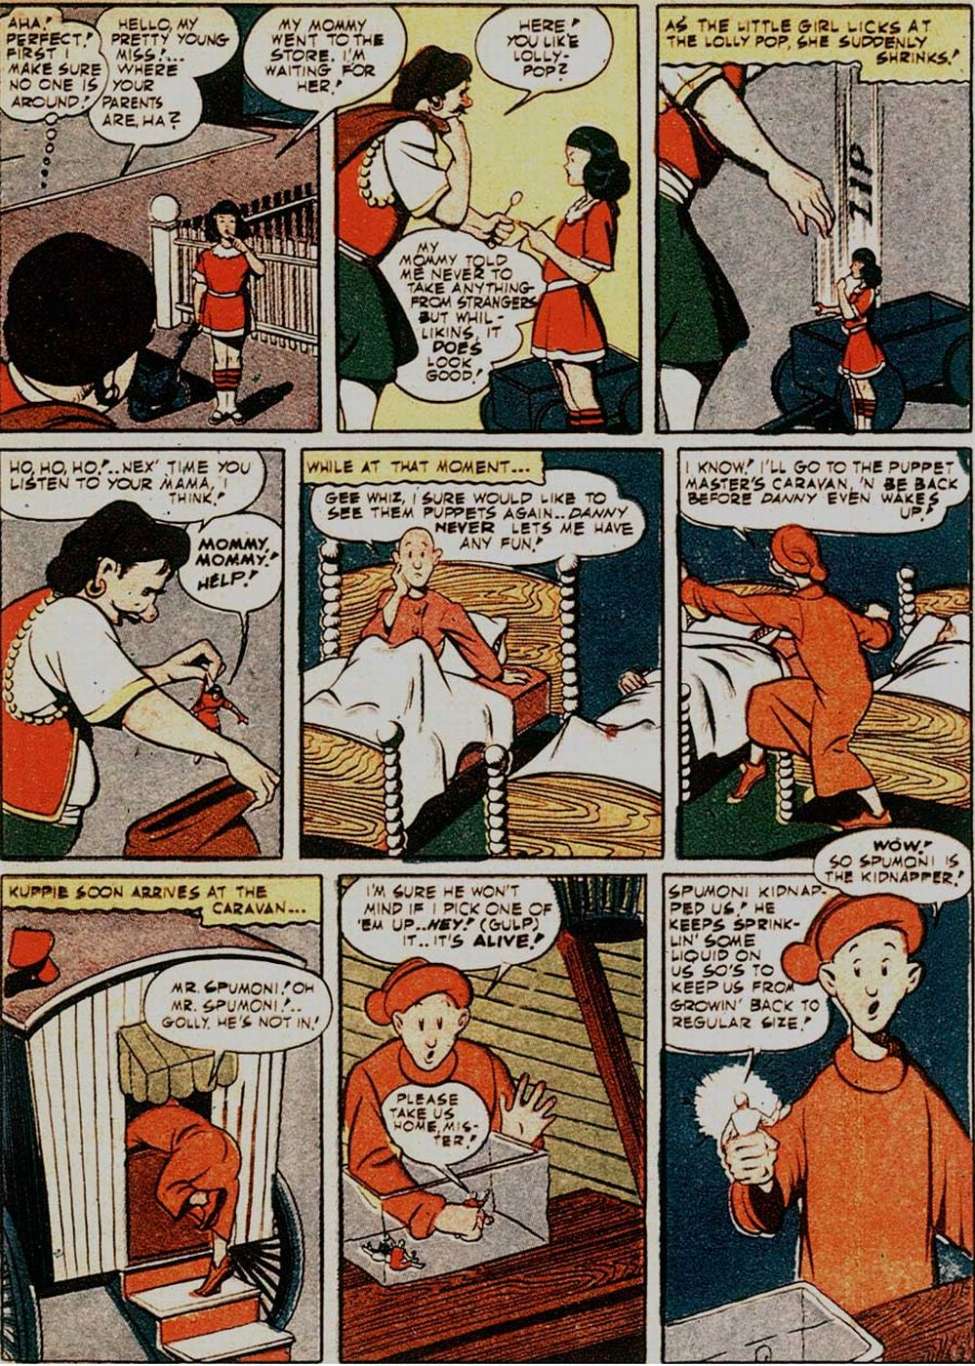 AHA!
PERFECT!
FIRST I
MAKE SURE
NO ONE IS
AROUND!
HELLO, MY
PRETTY YOUNG
MISS!...
WHERE
YOUR
PARENTS
ARE, HA?
MY MOMMY
WENT TO THE
STORE. I'M
WAITING FOR
HER!
HERE!
YOU LIKE
LOLLY-
POP?
MY
MOMMY TOLD
ME NEVER TO
TAKE ANYTHING
FROM STRANGERS
BUT WHIL-
LIKINS, IT
DOES
LOOK
GOOD!
AS THE LITTLE GIRL LICKS AT
THE LOLLY POP, SHE SUDDENLY
SHRINKS!
ZIP
HO, HO, HO!..NEX' TIME YOU
LISTEN TO YOUR MAMA, I
THINK!
MOMMY,
MOMMY!
HELP!
WHILE AT THAT MOMENT...
GEE WHIZ, I SURE WOULD LIKE TO
SEE THEM PUPPETS AGAIN.. DANNY
NEVER LETS ME HAVE
ANY FUN!
I KNOW! I'LL GO TO THE PUPPET
MASTER'S CARAVAN, 'N BE BACK
BEFORE DANNY EVEN WAKES
UP!
KUPPIE SOON ARRIVES AT THE
CARAVAN...
MR. SPUMONI! OH
MR. SPUMONI!..
GOLLY, HE'S NOT IN!
I'M SURE HE WON'T
MIND IF I PICK ONE OF
'EM UP..HEY! (GULP)
IT.. IT'S ALIVE!
PLEASE
TAKE US
HOME, MIS-
TER!
SPUMONI KIDNAP-
PED US! HE
KEEPS SPRINK-
LIN' SOME
LIQUID ON
US SO'S TO
KEEP US FROM
GROWIN' BACK TO
REGULAR SIZE!
WOW!
SO SPUMONI IS
THE KIDNAPPER!